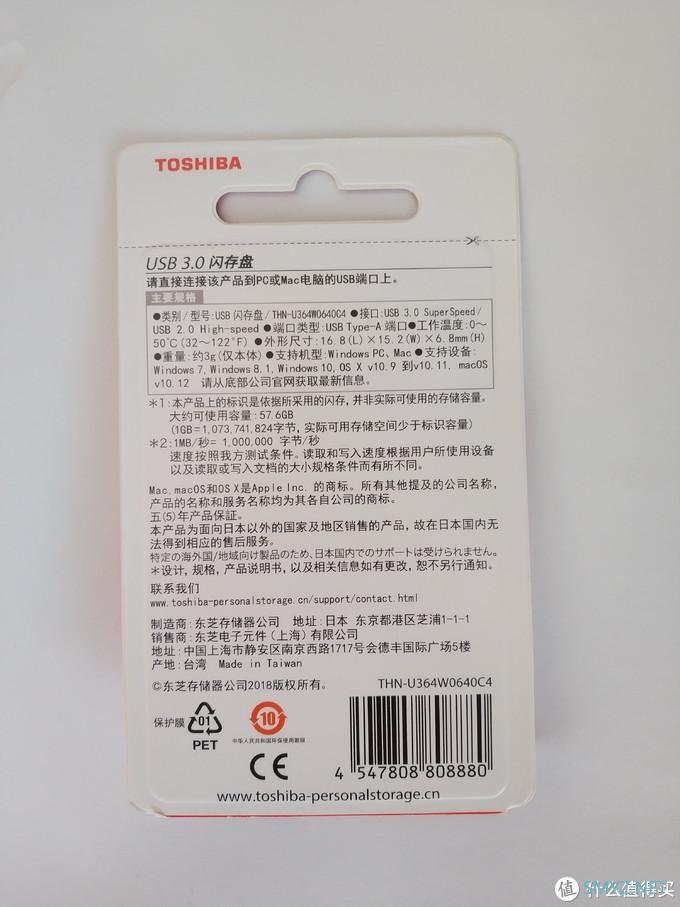 TOSHIBA
USB 3.0 闪存盘
请直接连接该产品到PC或Mac电脑的USB端口上。
主要规格
●类别/型号:USB 闪存盘/THN-U364W0640C4 ●接口:USB 3.0 SuperSpeed/
USB 2.0 High-speed ●端口类型:USB Type-A 端口●工作温度:0~
50℃(32~122°F) ●外形尺寸:16.8(L)×15.2(W)×6.8mm(H)
●重量:约3g(仅本体) ●支持机型:Windows PC、Mac ●支持设备:
Windows 7, Windows 8.1, Windows 10, OS X v10.9 到v10.11, macOS
v10.12 请从底部公司官网获取最新信息。
*1:本产品上的标识是依据所采用的闪存，并非实际可使用的存储容量。
大约可使用容量:57.6GB
(1GB=1,073,741,824字节，实际可用存储空间少于标识容量)
*2:1MB/秒= 1,000,000 字节/秒
速度按照我方测试条件。读取和写入速度根据用户所使用设备
以及读取或写入文档的大小规格条件而有所不同。
Mac, macOS和OS X是Apple Inc. 的商标。所有其他提及的公司名称，
产品的名称和服务名称均为其各自公司的商标。
五(5)年产品保证。
本产品为面向日本以外的国家及地区销售的产品，故在日本国内无
法得到相应的售后服务。
特定の海外国/地域向け製品のため、日本国内でのサポートは受けられません。
*设计，规格，产品说明书，以及相关信息如有更改，恕不另行通知。
联系我们
www.toshiba-personalstorage.cn/support/contact.html
制造商:东芝存储器公司 地址:日本 东京都港区芝浦1-1-1
销售商:东芝电子元件(上海)有限公司
地址:中国上海市静安区南京西路1717号会德丰国际广场5楼
产地:台湾 Made in Taiwan
©东芝存储器公司2018版权所有。
THN-U364W0640C4
保护膜
01
PET
10
中华人民共和国环保使用期限
CE
4 547808 808880
www.toshiba-personalstorage.cn
值 什么值得买